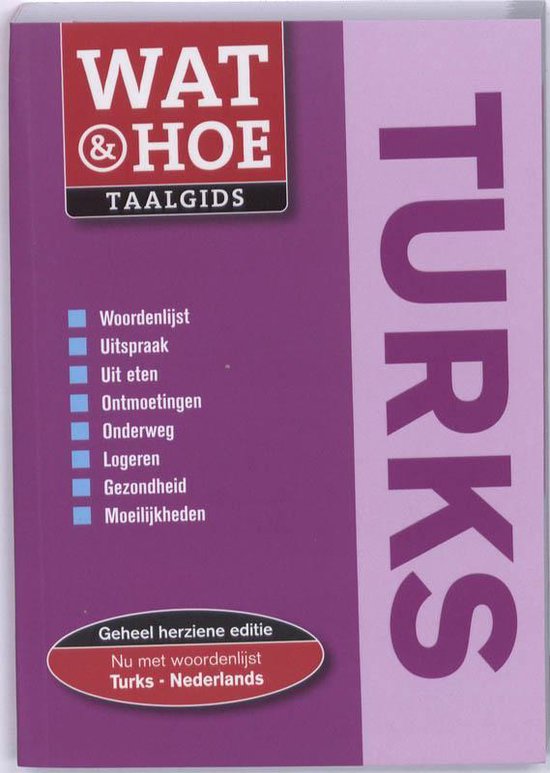 WAT
& HOE
TAALGIDS
TURKS
Woordenlijst
Uitspraak
Uit eten
Ontmoetingen
Onderweg
Logeren
Gezondheid
Moeilijkheden
Geheel herziene editie
Nu met woordenlijst
Turks - Nederlands